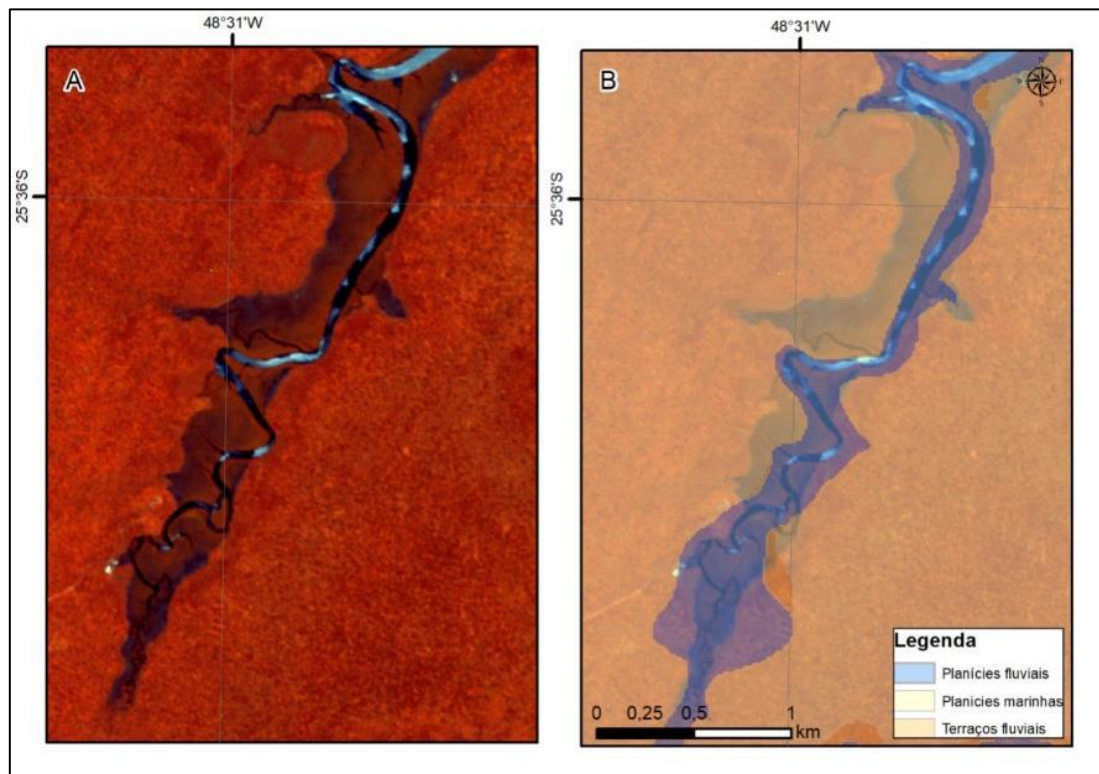 48°31'W
48°31'W
A
B
25°36'S
25°36'S
Legenda
Planícies fluviais
Planicies marinhas
Terraços fluviais
0 0,25 0,5 1
km